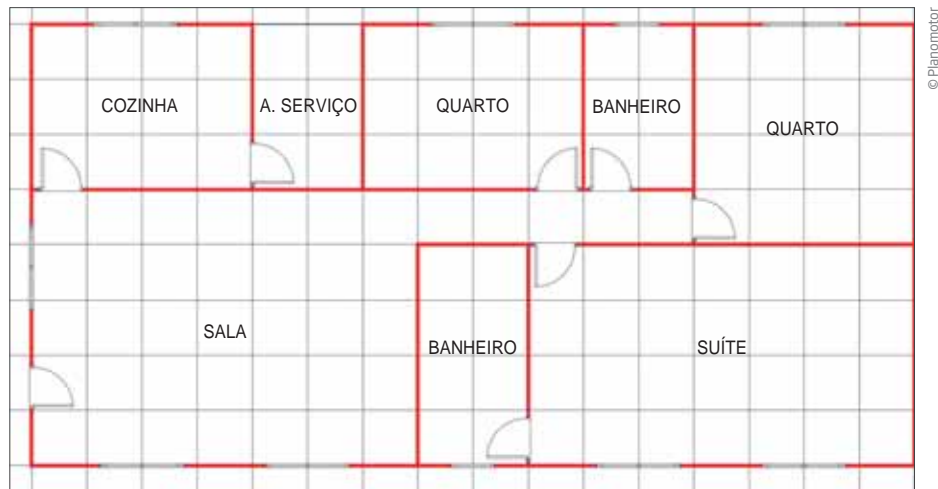 © Planomotor
COZINHA
A. SERVIÇO
QUARTO
BANHEIRO
QUARTO
SALA
BANHEIRO
SUÍTE